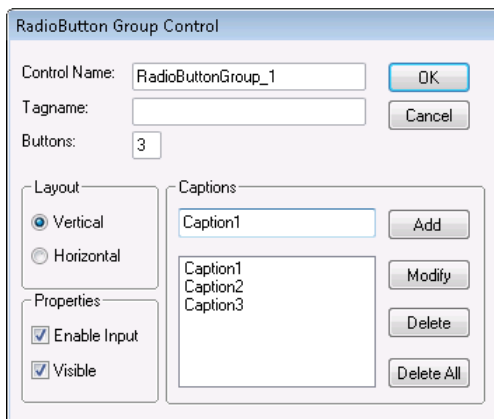 RadioButton Group Control
Control Name: RadioButtonGroup_1 OK
Tagname: Cancel
Buttons: 3
Layout
Vertical
Horizontal
Captions
Caption1 Add
Caption1
Caption2
Caption3
Modify
Delete
Delete All
Properties
Enable Input
Visible